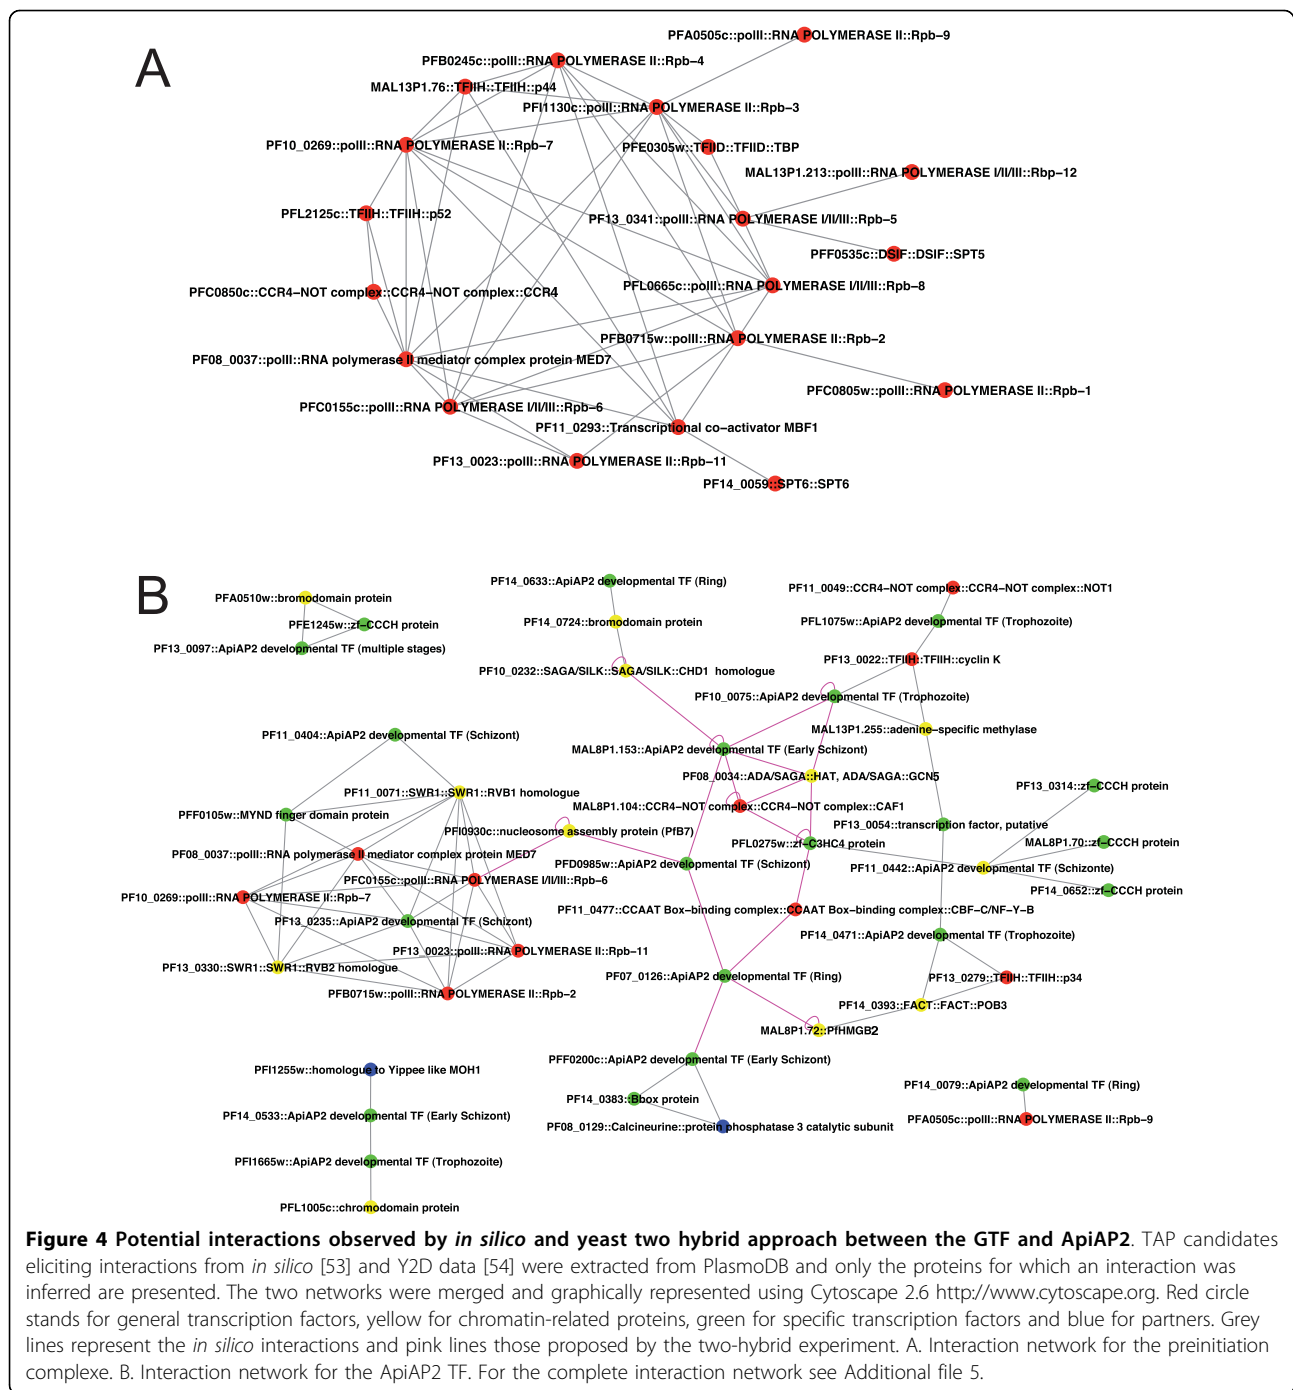 A
PFA0505c::polII::RNA POLYMERASE II::Rpb−9
PFB0245c::polII::RNA POLYMERASE II::Rpb−4
MAL13P1.76::TFIIH::TFIIH::p44
PFI1130c::polII::RNA POLYMERASE II::Rpb−3
PF10_0269::polII::RNA POLYMERASE II::Rpb−7
PFE0305w::TFIID::TFIID::TBP
MAL13P1.213::polII::RNA POLYMERASE I/II/III::Rbp−12
PFL2125c::TFIIH::TFIIH::p52
PF13_0341::polII::RNA POLYMERASE I/II/III::Rpb−5
PFF0535c::DSIF::DSIF::SPT5
PFL0665c::polII::RNA POLYMERASE I/II/III::Rpb−8
PFC0850c::CCR4−NOT complex::CCR4−NOT complex::CCR4
PFB0715w::polII::RNA POLYMERASE II::Rpb−2
PF08_0037::polII::RNA polymerase II mediator complex protein MED7
PFC0805w::polII::RNA POLYMERASE II::Rpb−1
PFC0155c::polII::RNA POLYMERASE I/II/III::Rpb−6
PF11_0293::Transcriptional co−activator MBF1
PF13_0023::polII::RNA POLYMERASE II::Rpb−11
PF14_0059::SPT6::SPT6
B
PF14_0633::ApiAP2 developmental TF (Ring)
PF11_0049::CCR4−NOT complex::CCR4−NOT complex::NOT1
PFA0510w::bromodomain protein
PFE1245w::zf−CCCH protein
PF14_0724::bromodomain protein
PFL1075w::ApiAP2 developmental TF (Trophozoite)
PF13_0097::ApiAP2 developmental TF (multiple stages)
PF13_0022::TFIIH::TFIIH::cyclin K
PF10_0232::SAGA/SILK::SAGA/SILK::CHD1 homologue
PF10_0075::ApiAP2 developmental TF (Trophozoite)
MAL13P1.255::adenine−specific methylase
PF11_0404::ApiAP2 developmental TF (Schizont)
MAL8P1.153::ApiAP2 developmental TF (Early Schizont)
PF08_0034::ADA/SAGA::HAT, ADA/SAGA::GCN5
PF13_0314::zf−CCCH protein
PF11_0071::SWR1::SWR1::RVB1 homologue
MAL8P1.104::CCR4−NOT complex::CCR4−NOT complex::CAF1
PFF0105w::MYND finger domain protein
PF13_0054::transcription factor, putative
PFI0930c::nucleosome assembly protein (PfB7)
PFL0275w::zf−C3HC4 protein
MAL8P1.70::zf−CCCH protein
PF08_0037::polII::RNA polymerase II mediator complex protein MED7
PFD0985w::ApiAP2 developmental TF (Schizont)
PF11_0442::ApiAP2 developmental TF (Schizonte)
PFC0155c::polII::RNA POLYMERASE I/II/III::Rpb−6
PF14_0652::zf−CCCH protein
PF10_0269::polII::RNA POLYMERASE II::Rpb−7
PF11_0477::CCAAT Box−binding complex::CCAAT Box−binding complex::CBF−C/NF−Y−B
PF13_0235::ApiAP2 developmental TF (Schizont)
PF14_0471::ApiAP2 developmental TF (Trophozoite)
PF13_0023::polII::RNA POLYMERASE II::Rpb−11
PF13_0330::SWR1::SWR1::RVB2 homologue
PF07_0126::ApiAP2 developmental TF (Ring)
PF13_0279::TFIIH::TFIIH::p34
PFB0715w::polII::RNA POLYMERASE II::Rpb−2
PF14_0393::FACT::FACT::POB3
MAL8P1.72::PfHMGB2
PFF0200c::ApiAP2 developmental TF (Early Schizont)
PFI1255w::homologue to Yippee like MOH1
PF14_0079::ApiAP2 developmental TF (Ring)
PF14_0383::Bbox protein
PF14_0533::ApiAP2 developmental TF (Early Schizont)
PFA0505c::polII::RNA POLYMERASE II::Rpb−9
PF08_0129::Calcineurine::protein phosphatase 3 catalytic subunit
PFI1665w::ApiAP2 developmental TF (Trophozoite)
PFL1005c::chromodomain protein
Figure 4 Potential interactions observed by in silico and yeast two hybrid approach between the GTF and ApiAP2. TAP candidates
eliciting interactions from in silico [53] and Y2D data [54] were extracted from PlasmoDB and only the proteins for which an interaction was
inferred are presented. The two networks were merged and graphically represented using Cytoscape 2.6 http://www.cytoscape.org. Red circle
stands for general transcription factors, yellow for chromatin-related proteins, green for specific transcription factors and blue for partners. Grey
lines represent the in silico interactions and pink lines those proposed by the two-hybrid experiment. A. Interaction network for the preinitiation
complexe. B. Interaction network for the ApiAP2 TF. For the complete interaction network see Additional file 5.